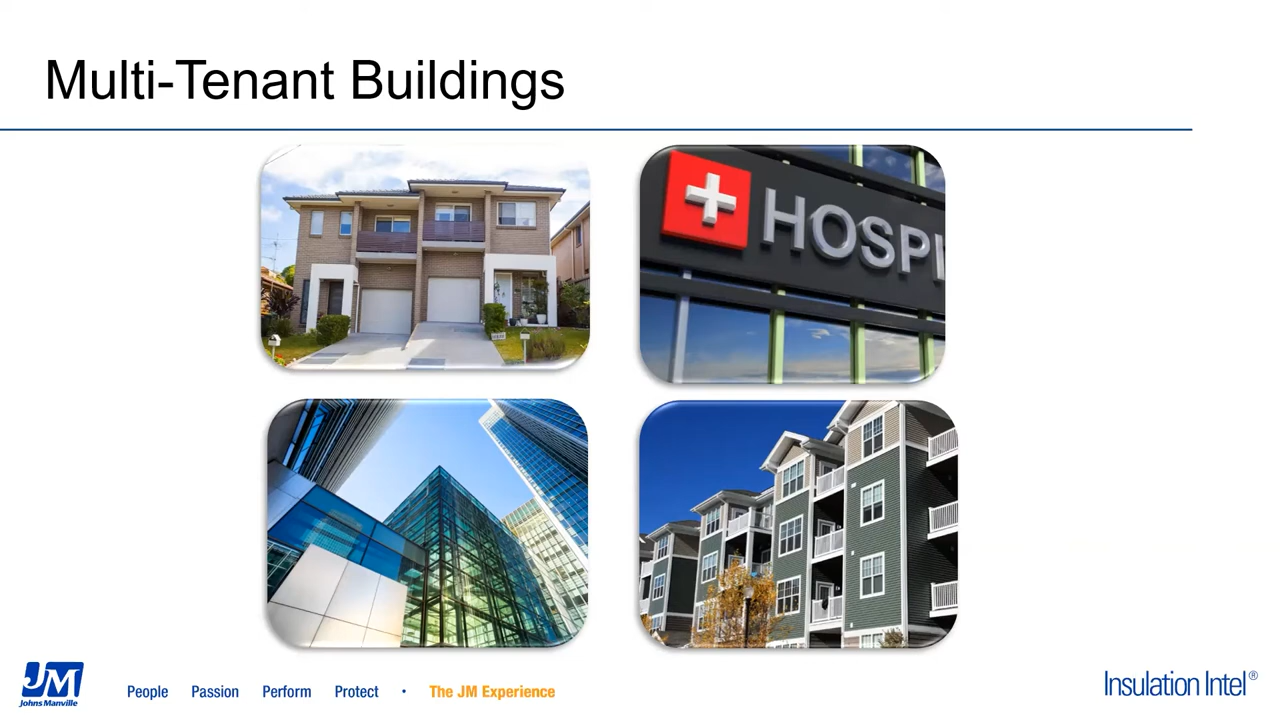 Multi-Tenant Buildings
HOSPI
JM
Johns Manville
People Passion Perform Protect • The JM Experience
Insulation Intel®